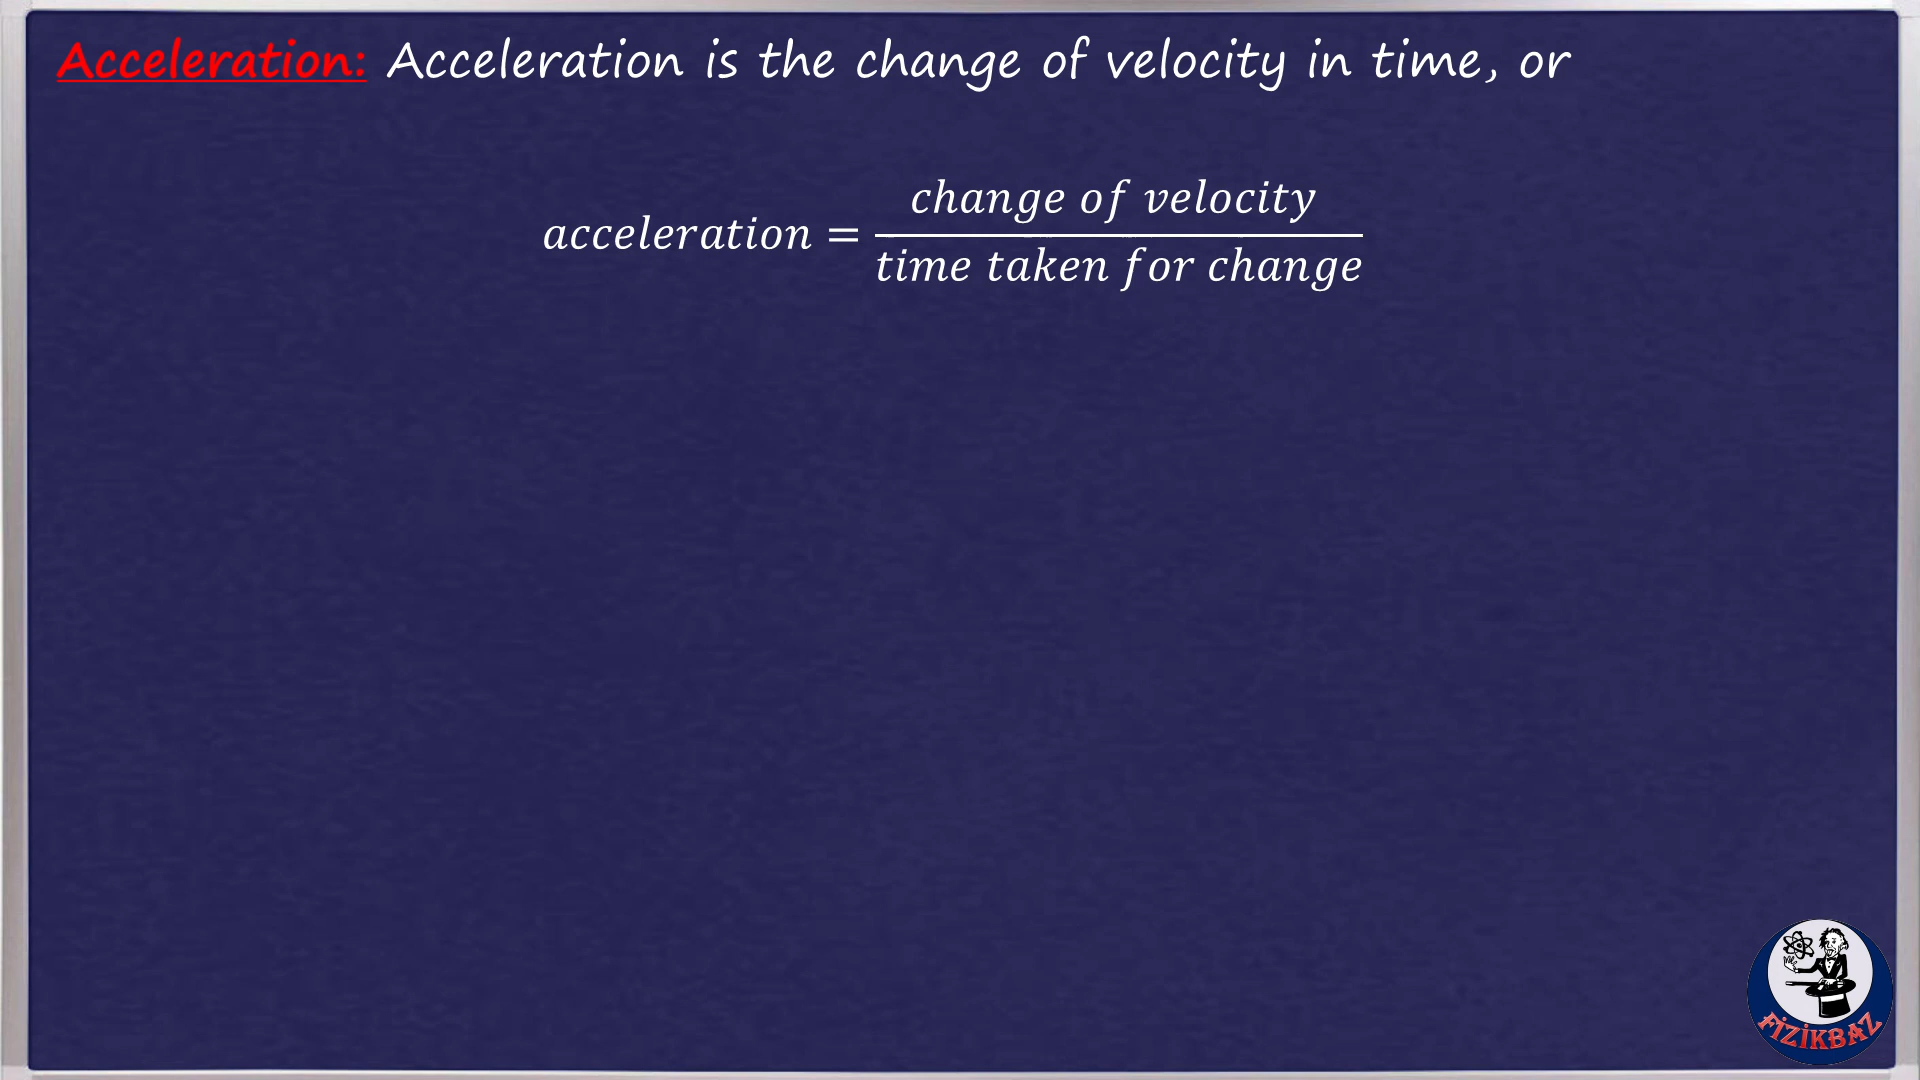 Acceleration: Acceleration is the change of velocity in time, or
acceleration = change of velocity / time taken for change
FİZİKBAZ